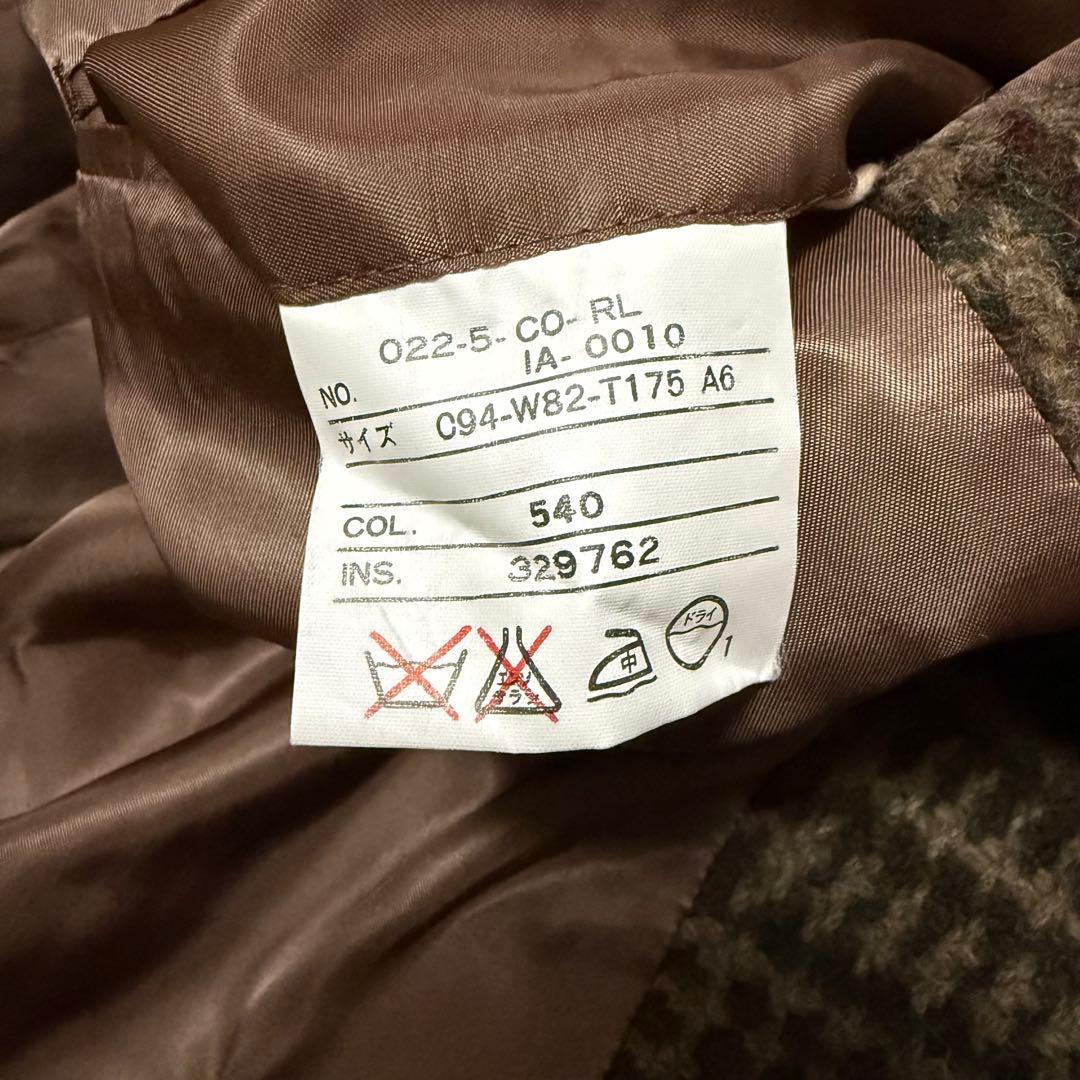 022-5-CO-RL
NO. IA-0010
サイズ C94-W82-T175 A6
COL. 540
INS. 329762
エンソ
サラシ
中
ドライ
1